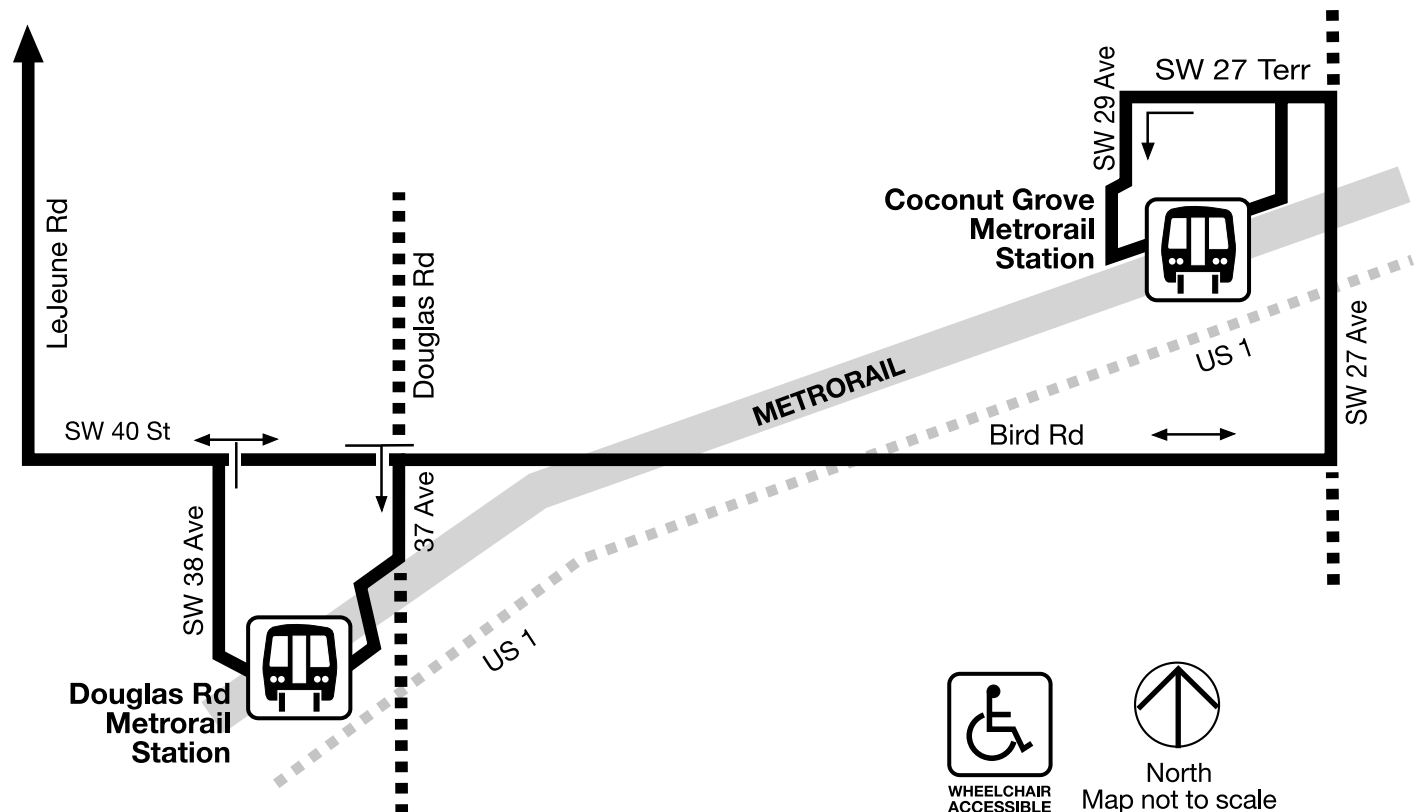 SW 27 Terr
SW 29 Ave
Coconut Grove
Metrorail
Station
LeJeune Rd
Douglas Rd
METRORAIL
US 1
SW 27 Ave
SW 40 St
Bird Rd
SW 38 Ave
37 Ave
US 1
Douglas Rd
Metrorail
Station
WHEELCHAIR
ACCESSIBLE
North
Map not to scale